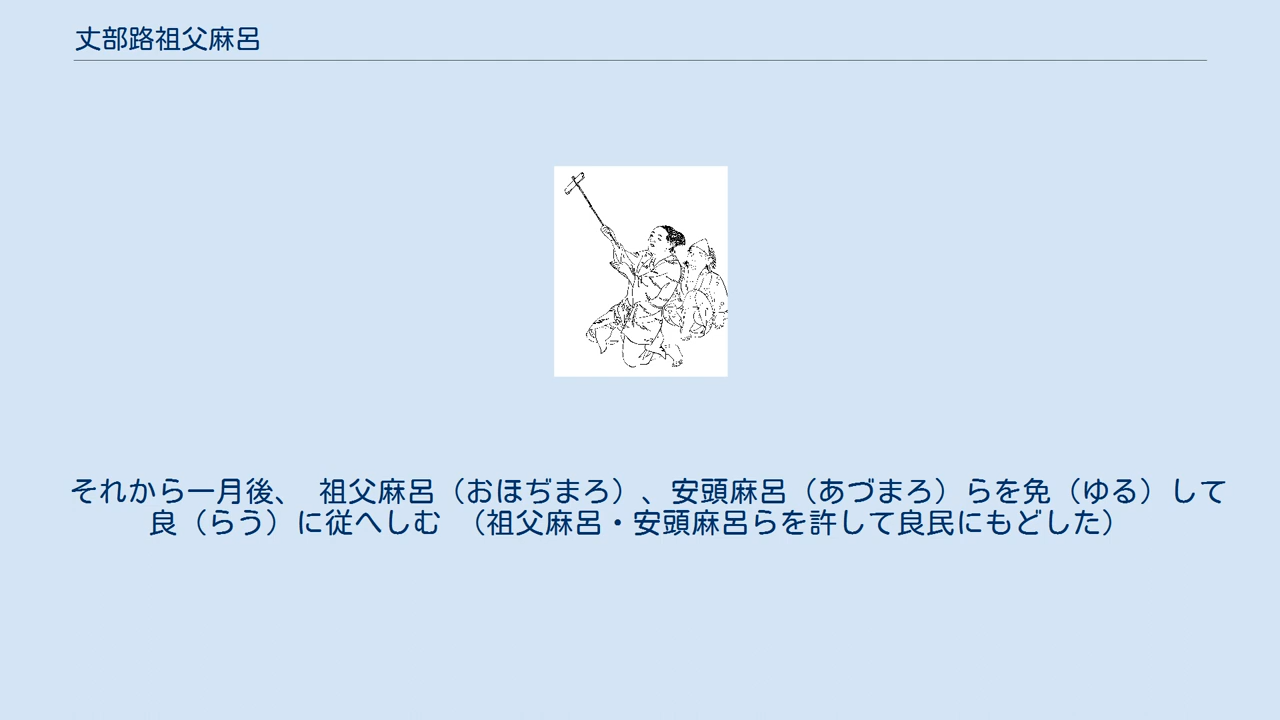 丈部路祖父麻呂
それから一月後、 祖父麻呂（おほぢまろ）、安頭麻呂（あづまろ）らを免（ゆる）して
良（らう）に従へしむ （祖父麻呂・安頭麻呂らを許して良民にもどした）